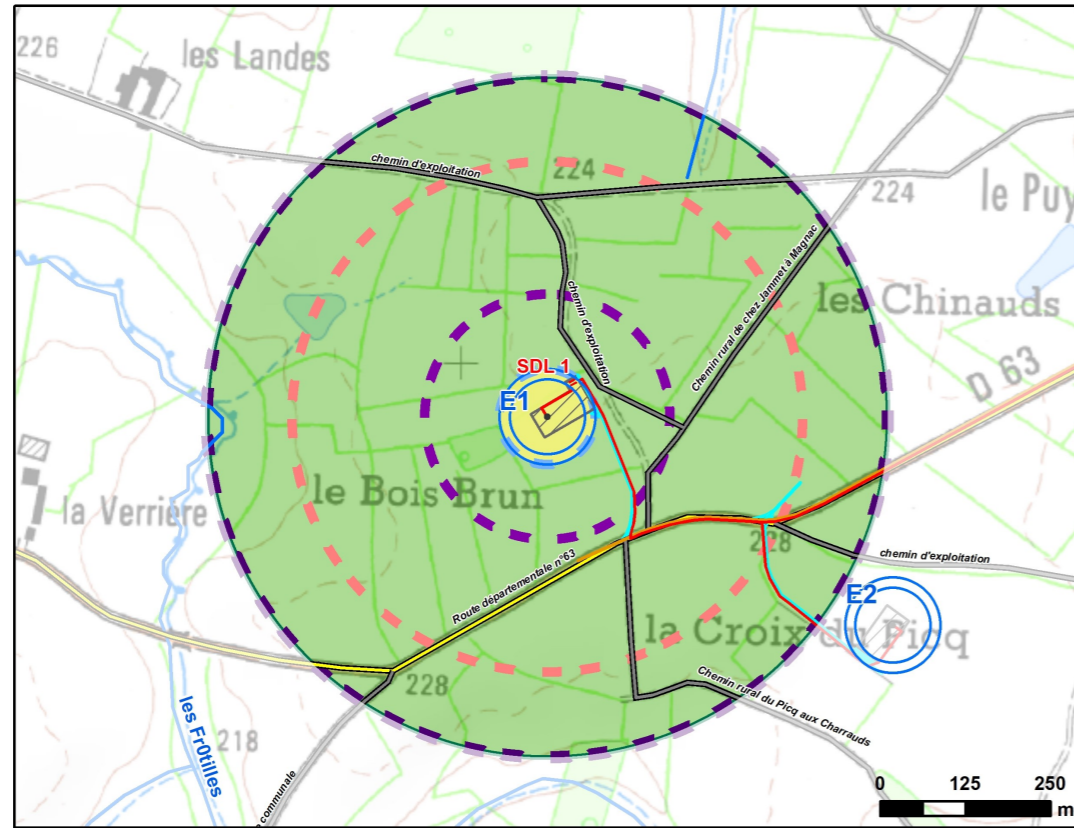 226
les Landes
chemin d'exploitation
224
224
le Puy
chemin d'exploitation
Chemin rural de chez Jammet à Magnac
les Chinauds
SDL 1
E1
D 63
la Verrière
le Bois Brun
Route départementale n°63
228
chemin d'exploitation
E2
la Croix du Picq
228
Chemin rural du Picq aux Charrauds
les Fr0tilles
218
communale
0 125 250
m